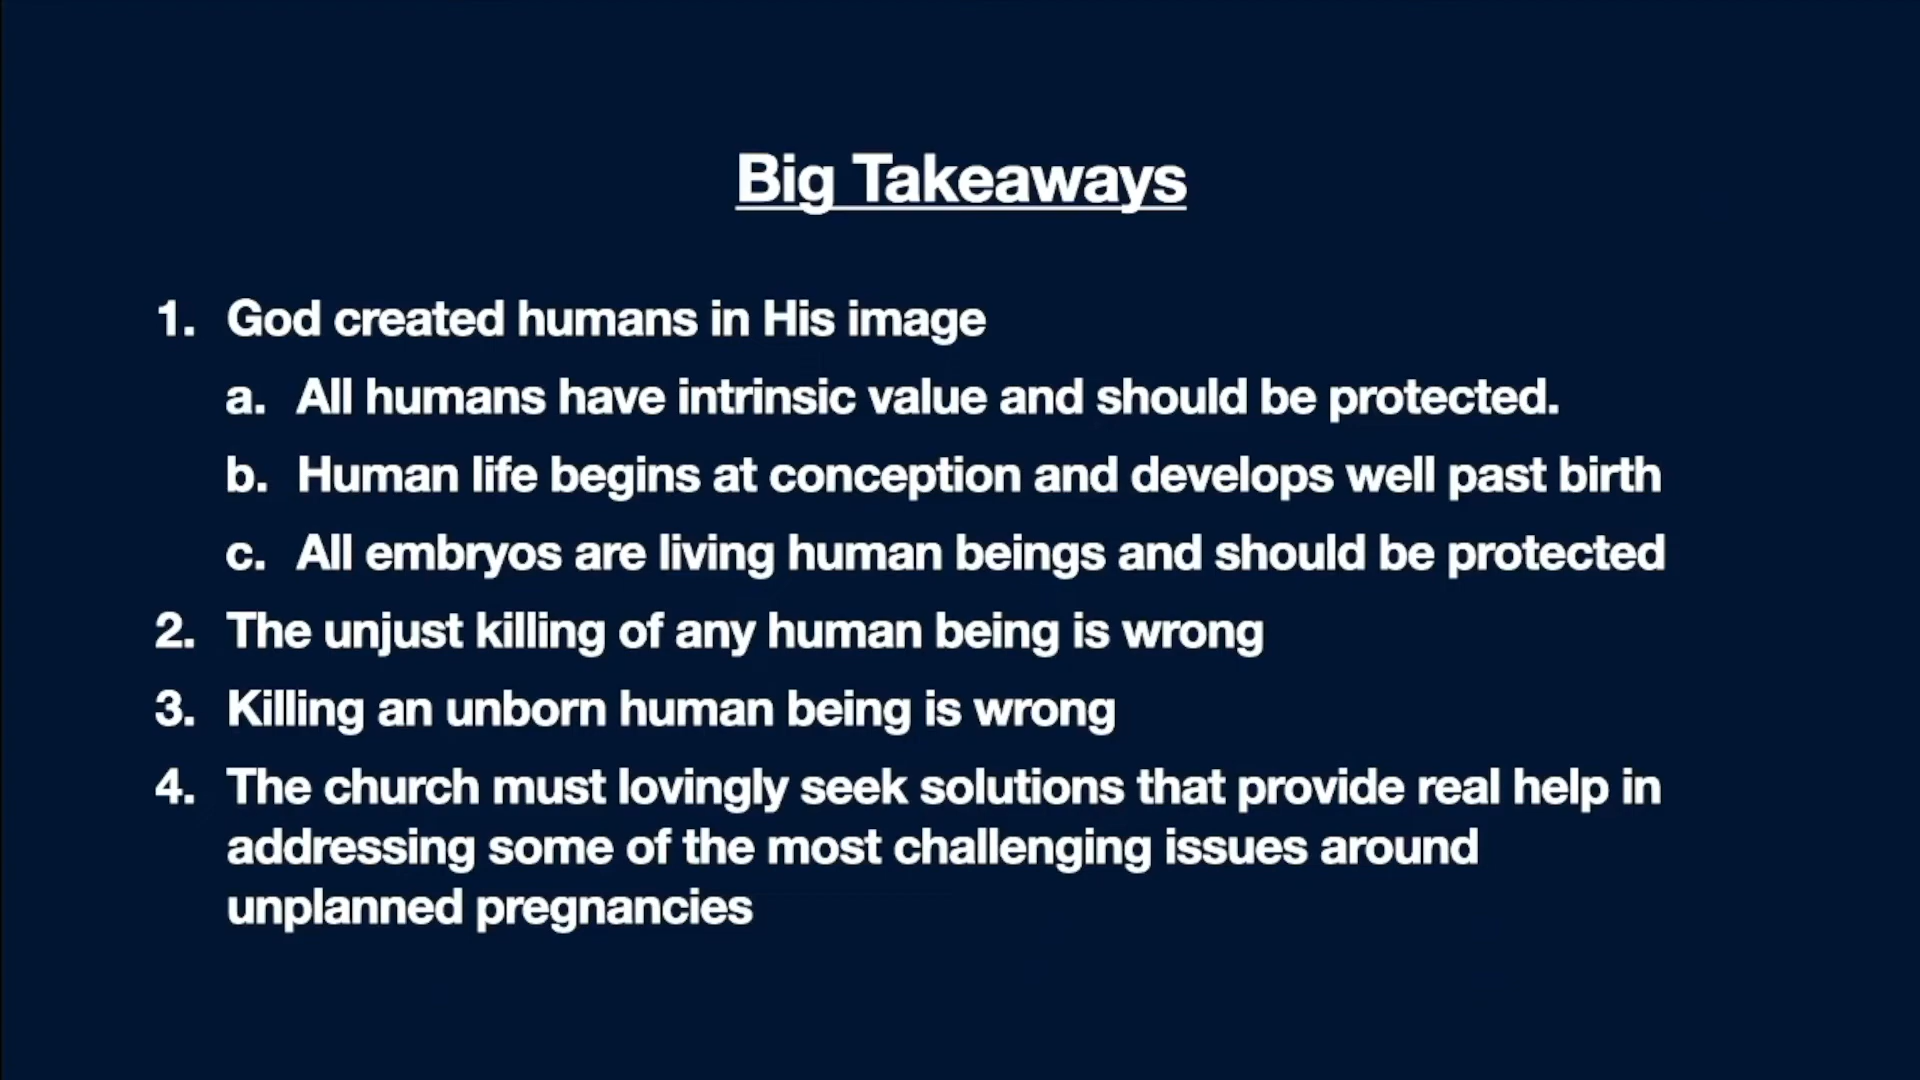 Big Takeaways
1. God created humans in His image
a. All humans have intrinsic value and should be protected.
b. Human life begins at conception and develops well past birth
c. All embryos are living human beings and should be protected
2. The unjust killing of any human being is wrong
3. Killing an unborn human being is wrong
4. The church must lovingly seek solutions that provide real help in
addressing some of the most challenging issues around
unplanned pregnancies